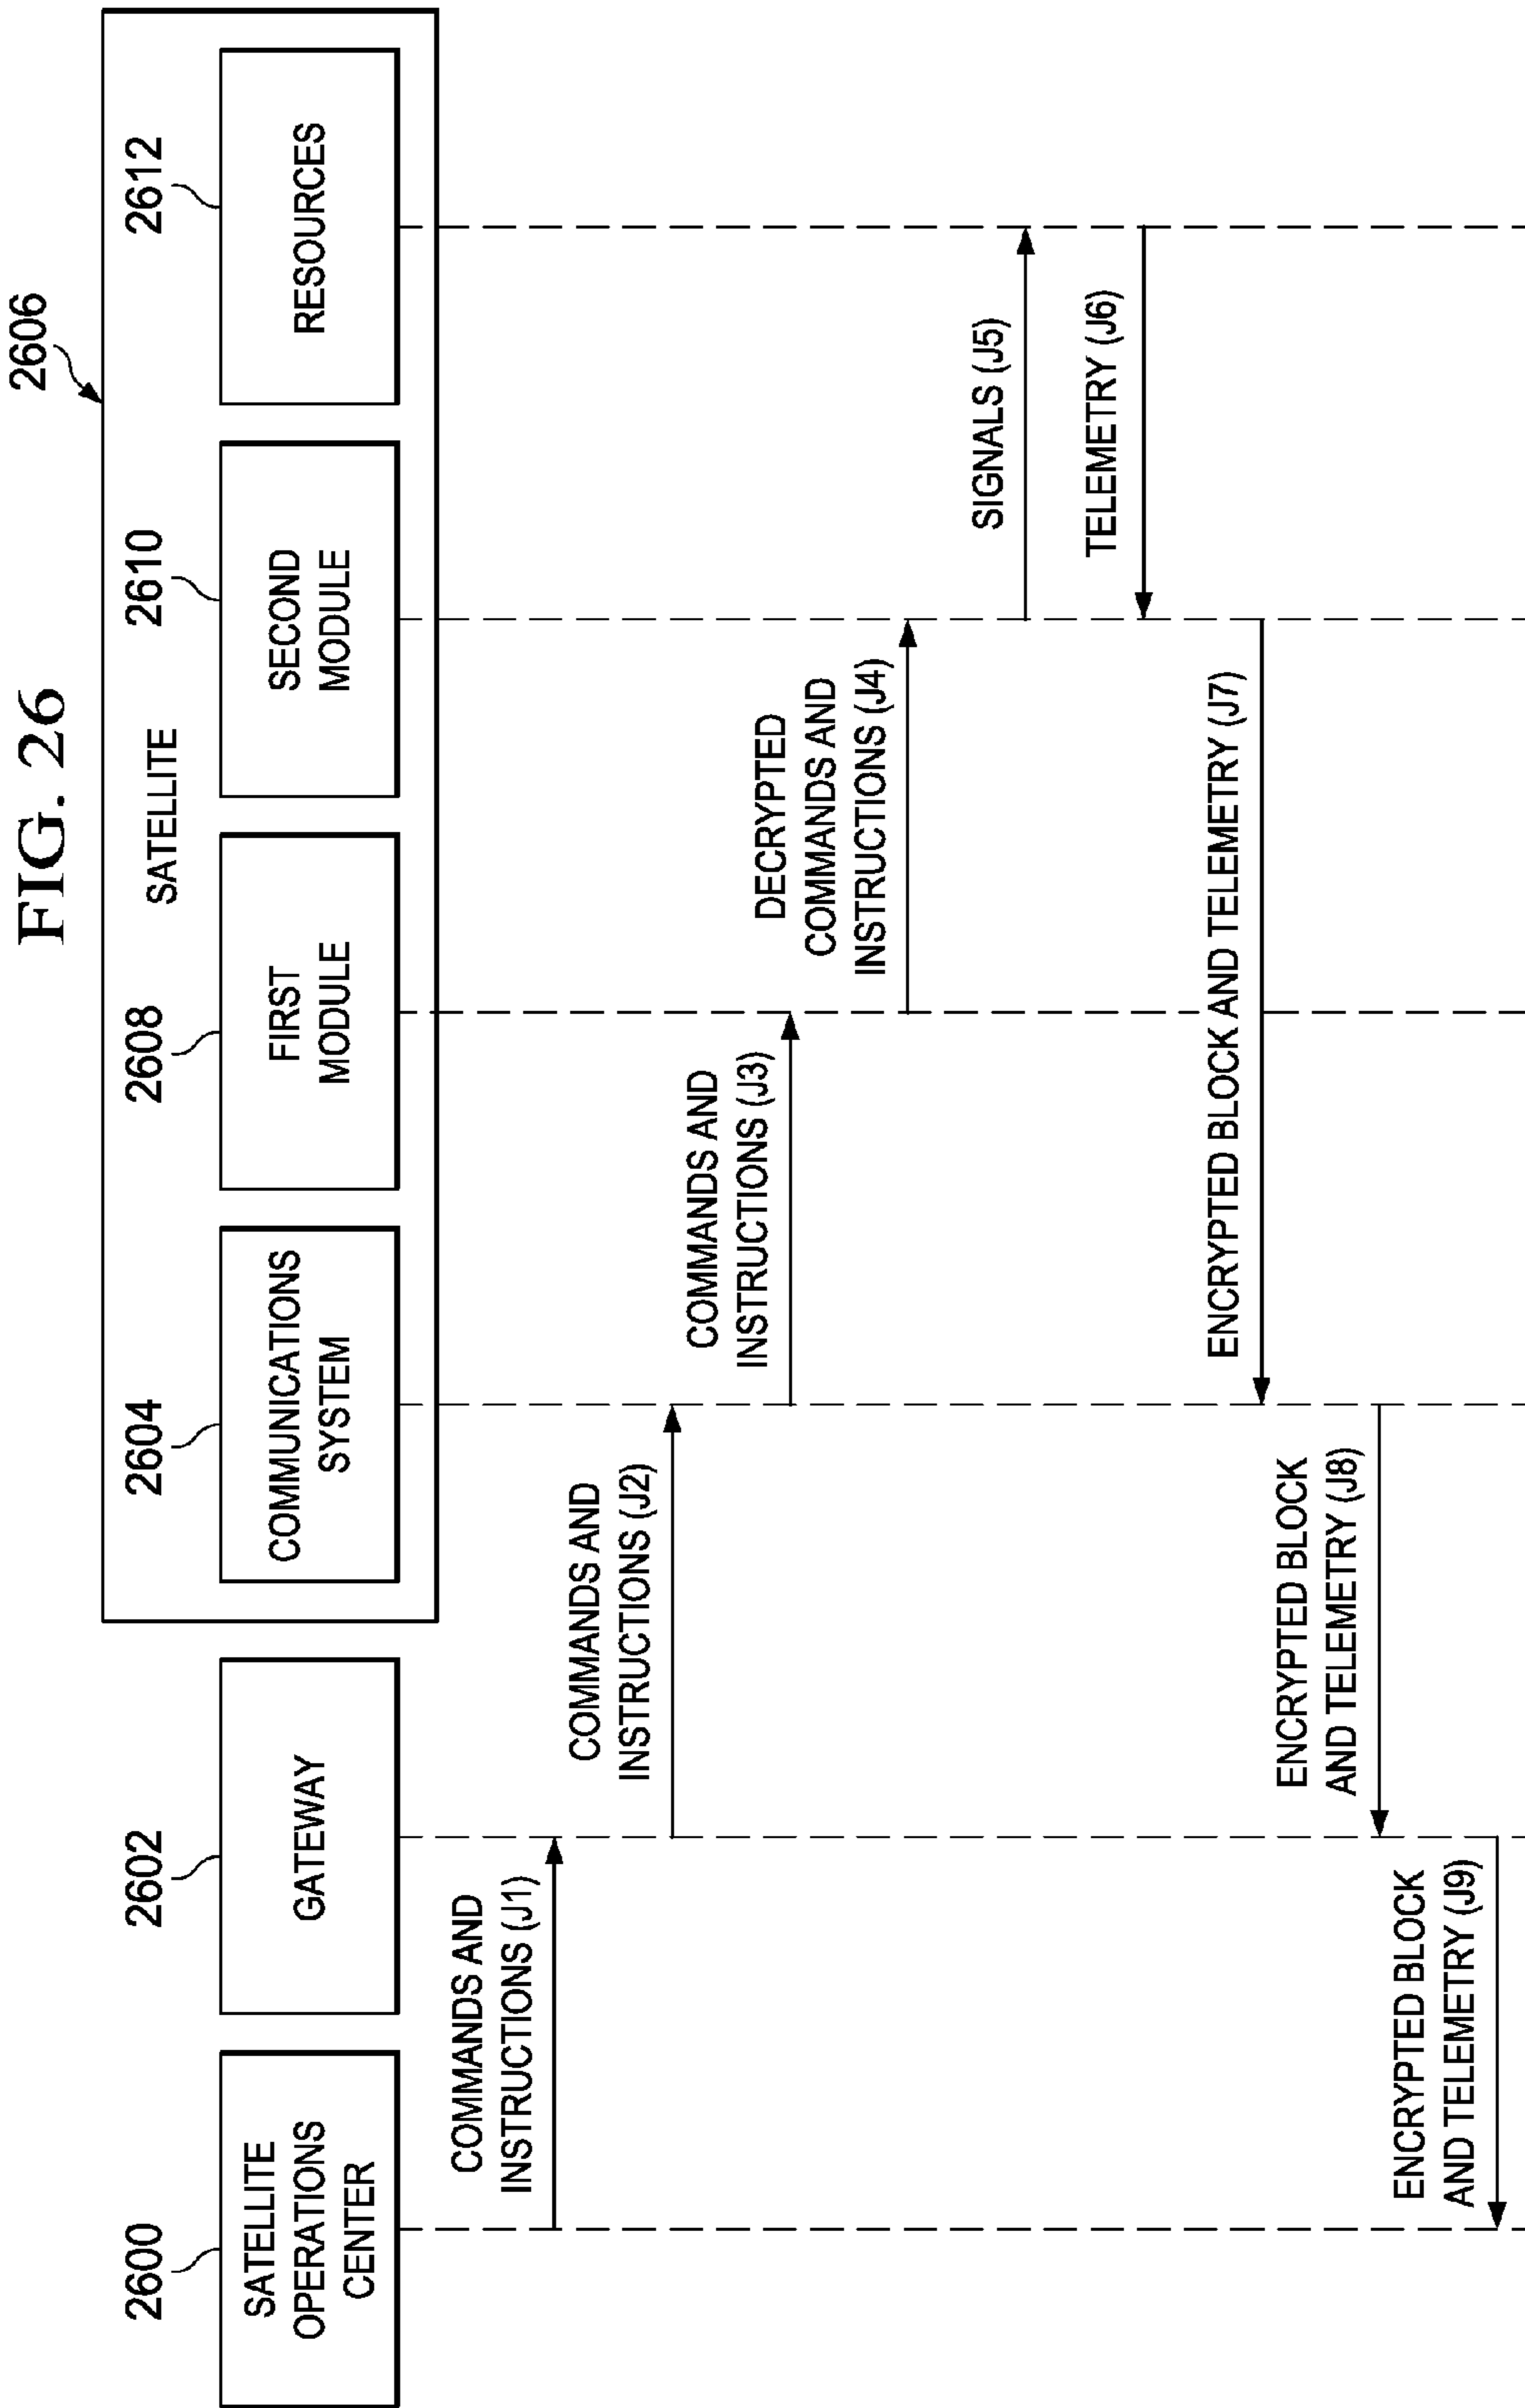 FIG. 26
2606
SATELLITE
2600
2602
2604
2608
2610
2612
SATELLITE
OPERATIONS
CENTER
GATEWAY
COMMUNICATIONS
SYSTEM
FIRST
MODULE
SECOND
MODULE
RESOURCES
COMMANDS AND
INSTRUCTIONS (J1)
COMMANDS AND
INSTRUCTIONS (J2)
COMMANDS AND
INSTRUCTIONS (J3)
DECRYPTED
COMMANDS AND
INSTRUCTIONS (J4)
SIGNALS (J5)
TELEMETRY (J6)
ENCRYPTED BLOCK AND TELEMETRY (J7)
ENCRYPTED BLOCK
AND TELEMETRY (J8)
ENCRYPTED BLOCK
AND TELEMETRY (J9)